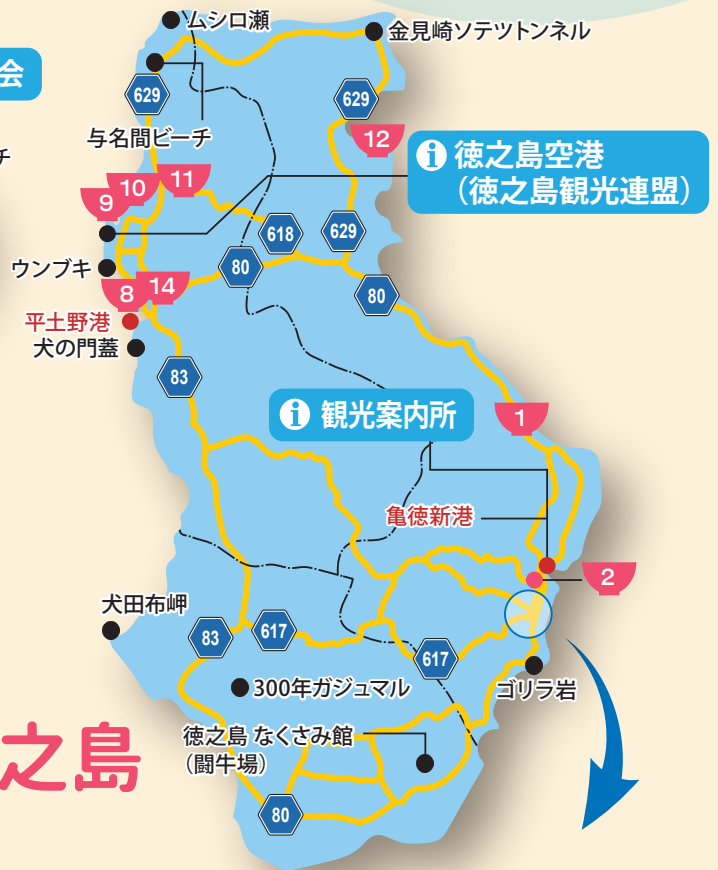 ムシロ瀬
金見崎ソテツトンネル
会
629
629
与名間ビーチ
チ
12
i 徳之島空港
（徳之島観光連盟）
11
10
9
618
629
ウンブキ
80
8
14
80
平土野港
犬の門蓋
83
i 観光案内所
1
亀徳新港
2
犬田布岬
83
617
617
300年ガジュマル
ゴリラ岩
之島
徳之島 なくさみ館
（闘牛場）
80